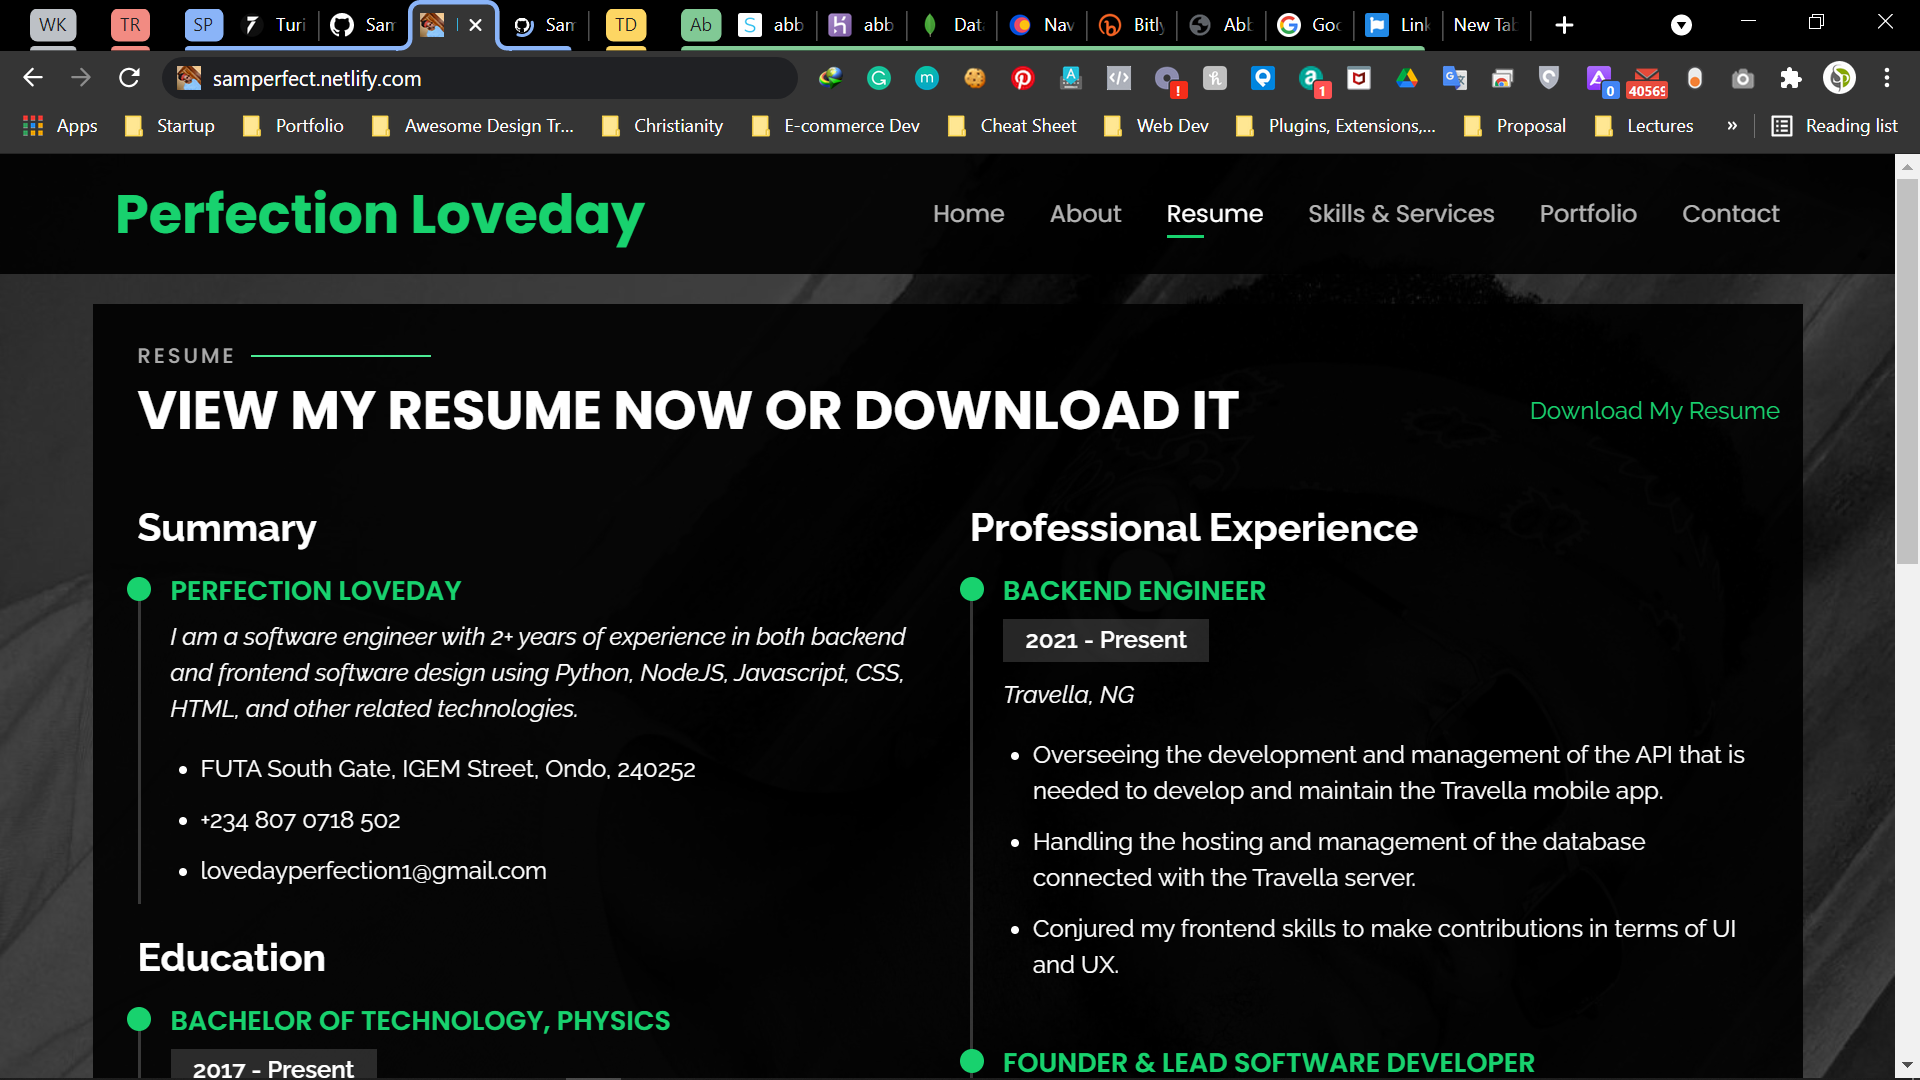 WK
TR
SP
Turi
Sam
Sam
TD
Ab
abb
abb
Data
Nav
Bitly
Abb
Goo
Link
New Tab
samperfect.netlify.com
1
0
40569
Apps
Startup
Portfolio
Awesome Design Tr...
Christianity
E-commerce Dev
Cheat Sheet
Web Dev
Plugins, Extensions,...
Proposal
Lectures
»
Reading list
Perfection Loveday
Home
About
Resume
Skills & Services
Portfolio
Contact
RESUME
VIEW MY RESUME NOW OR DOWNLOAD IT
Download My Resume
Summary
PERFECTION LOVEDAY
I am a software engineer with 2+ years of experience in both backend
and frontend software design using Python, NodeJS, Javascript, CSS,
HTML, and other related technologies.
• FUTA South Gate, IGEM Street, Ondo, 240252
• +234 807 0718 502
• lovedayperfection1@gmail.com
Education
BACHELOR OF TECHNOLOGY, PHYSICS
2017 - Present
Professional Experience
BACKEND ENGINEER
2021 - Present
Travella, NG
• Overseeing the development and management of the API that is
needed to develop and maintain the Travella mobile app.
• Handling the hosting and management of the database
connected with the Travella server.
• Conjured my frontend skills to make contributions in terms of UI
and UX.
FOUNDER & LEAD SOFTWARE DEVELOPER